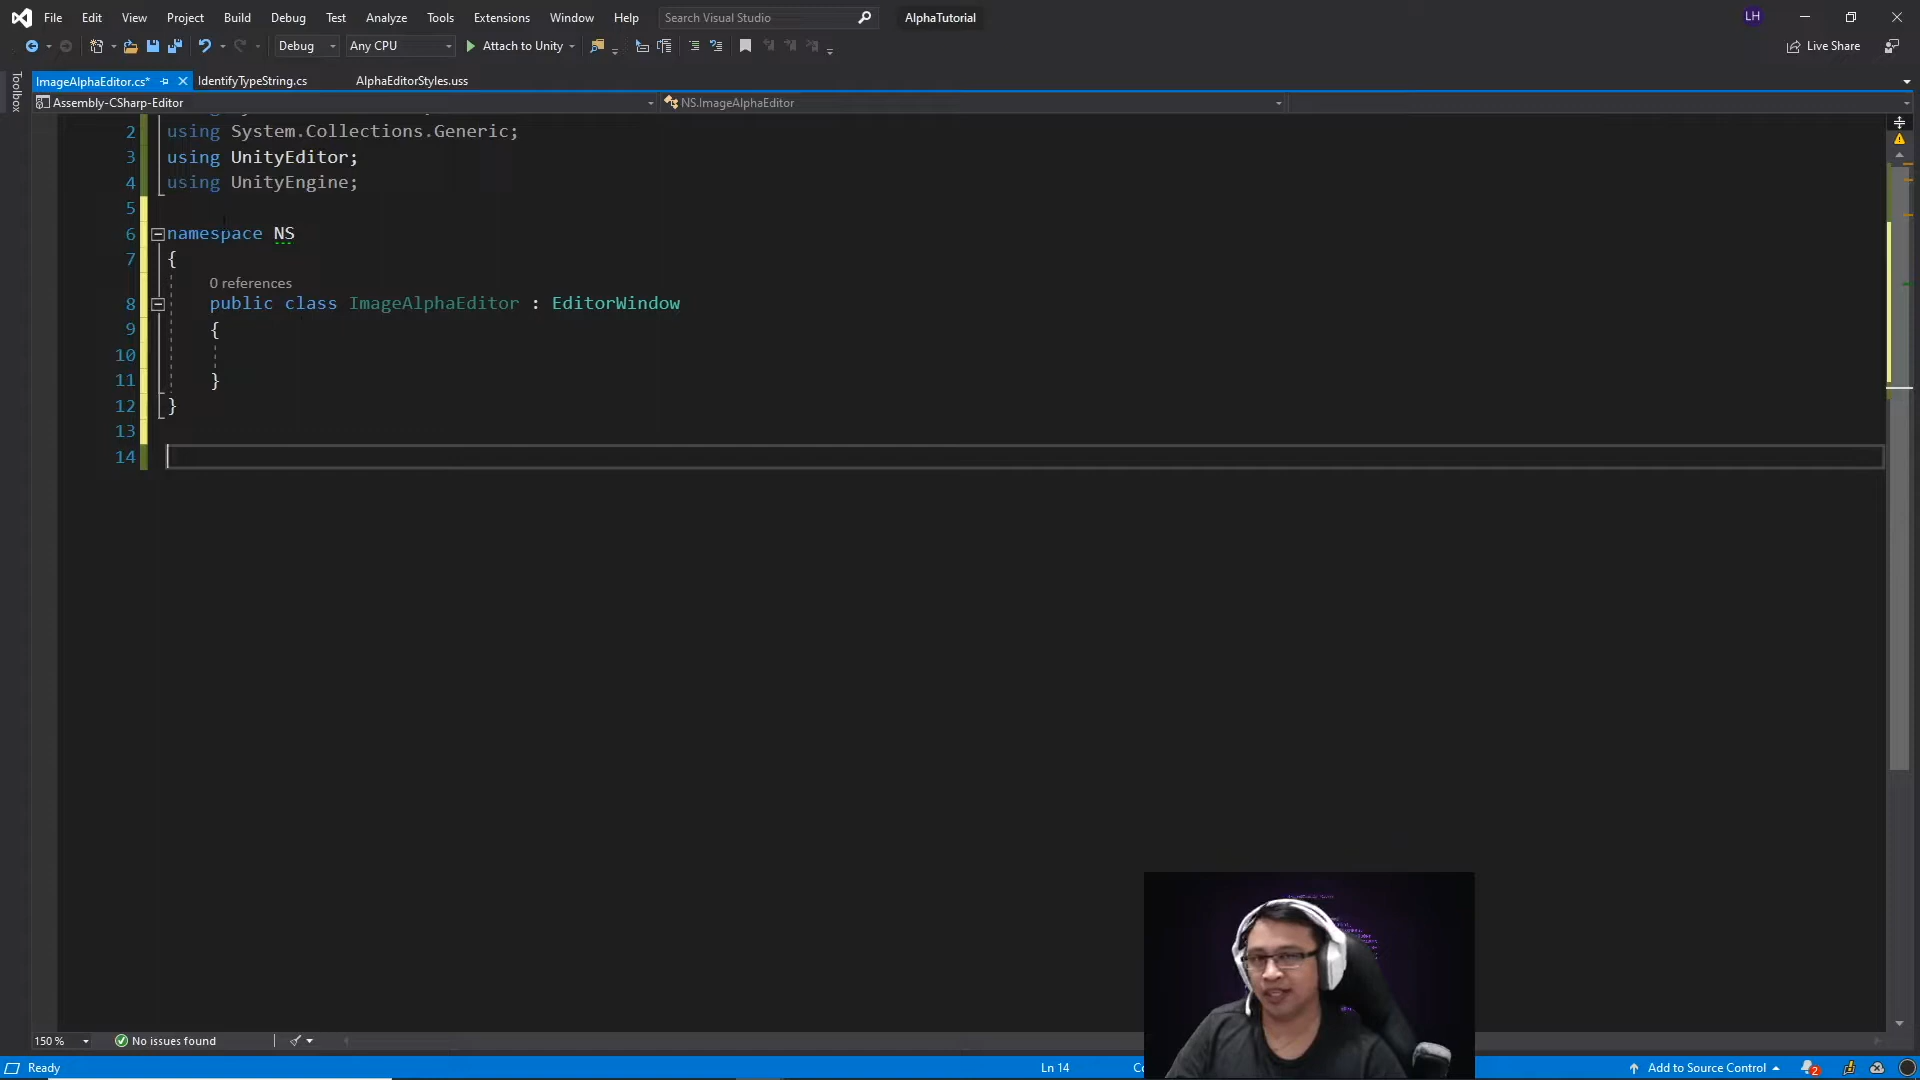 File Edit View Project Build Debug Test Analyze Tools Extensions Window Help Search Visual Studio AlphaTutorial LH
Debug Any CPU Attach to Unity Live Share
Toolbox
ImageAlphaEditor.cs* IdentifyTypeString.cs AlphaEditorStyles.uss
Assembly-CSharp-Editor NS.ImageAlphaEditor
2 using System.Collections.Generic;
3 using UnityEditor;
4 using UnityEngine;
5
6 namespace NS
7 {
0 references
8 public class ImageAlphaEditor : EditorWindow
9 {
10
11 }
12 }
13
14
150 % No issues found
Ready Ln 14 Add to Source Control 2